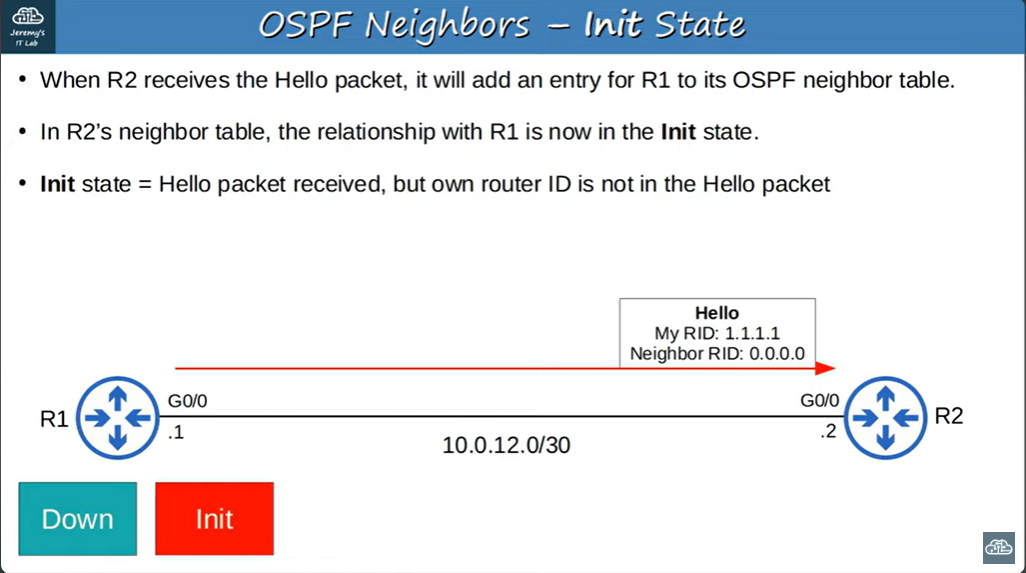 Jeremy's
IT Lab
OSPF Neighbors – Init State
• When R2 receives the Hello packet, it will add an entry for R1 to its OSPF neighbor table.
• In R2’s neighbor table, the relationship with R1 is now in the Init state.
• Init state = Hello packet received, but own router ID is not in the Hello packet
Hello
My RID: 1.1.1.1
Neighbor RID: 0.0.0.0
R1
G0/0
.1
10.0.12.0/30
G0/0
.2
R2
Down
Init